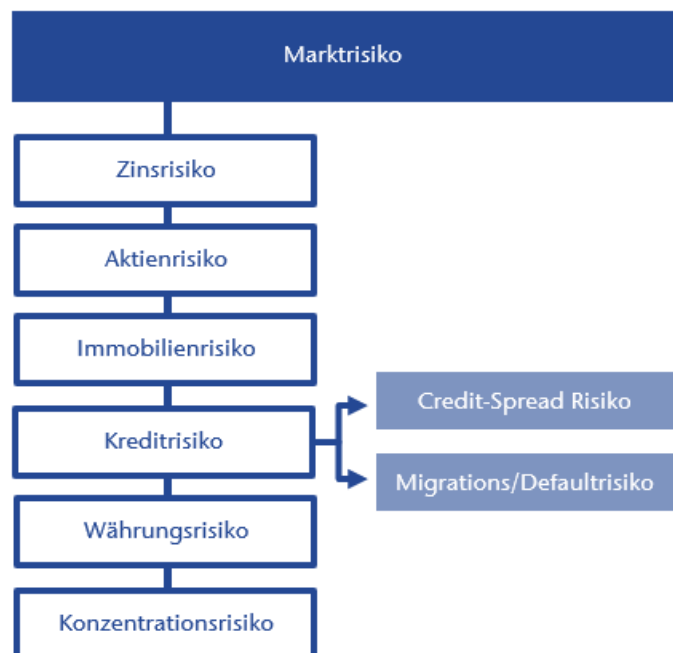 Marktrisiko
Zinsrisiko
Aktienrisiko
Immobilienrisiko
Kreditrisiko
Credit-Spread Risiko
Migrations/Defaultrisiko
Währungsrisiko
Konzentrationsrisiko